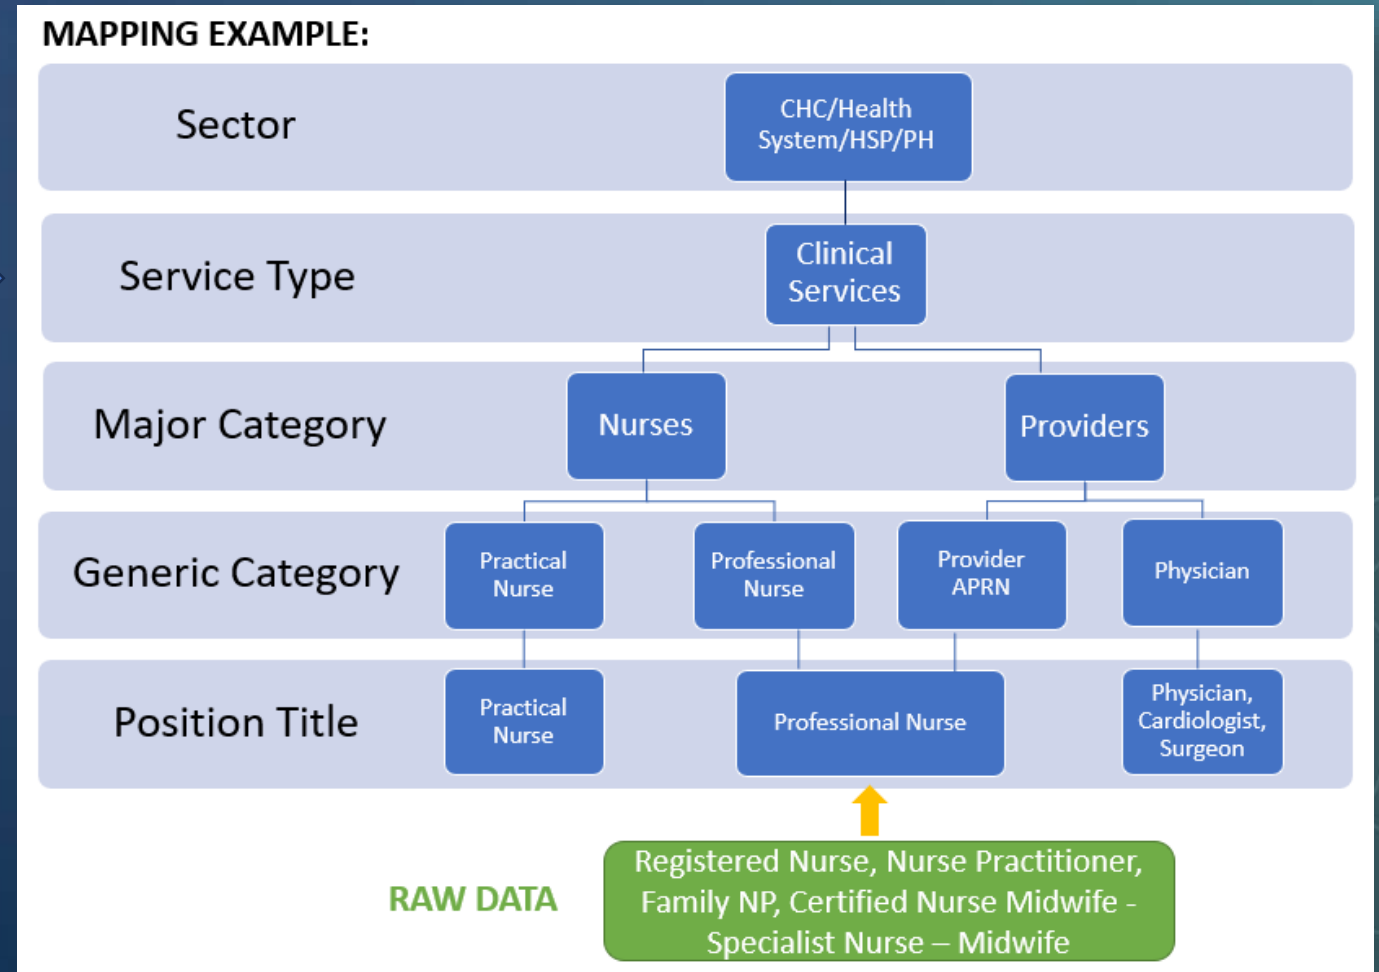 MAPPING EXAMPLE:
Sector
CHC/Health
System/HSP/PH
Service Type
Clinical
Services
Major Category
Nurses
Providers
Generic Category
Practical
Nurse
Professional
Nurse
Provider
APRN
Physician
Position Title
Practical
Nurse
Professional Nurse
Physician,
Cardiologist,
Surgeon
RAW DATA
Registered Nurse, Nurse Practitioner,
Family NP, Certified Nurse Midwife -
Specialist Nurse – Midwife